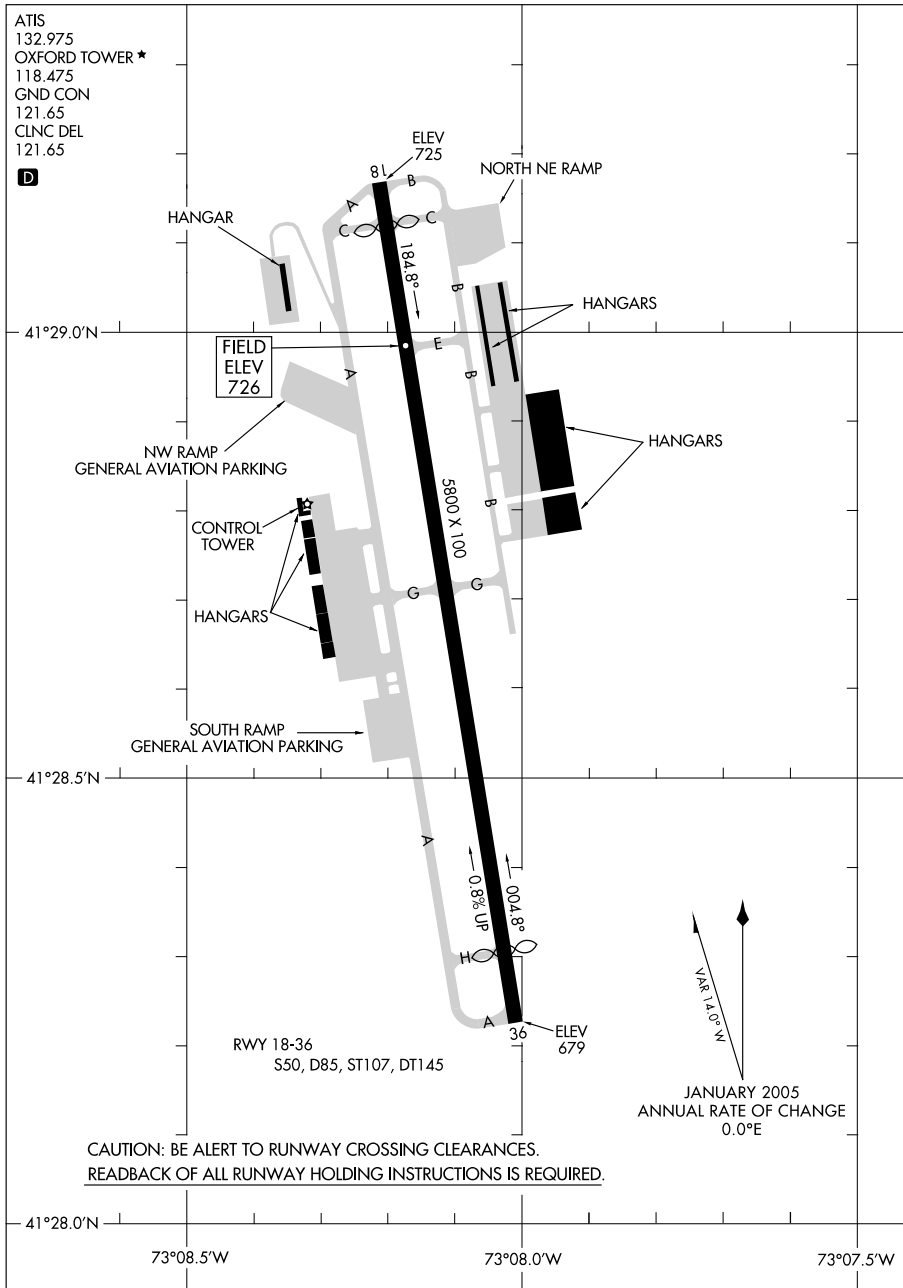 ATIS
132.975
OXFORD TOWER ★
118.475
GND CON
121.65
CLNC DEL
121.65
D
ELEV
725
NORTH NE RAMP
18
A
B
C
C
HANGAR
184.8°
B
HANGARS
41°29.0'N
FIELD
ELEV
726
E
A
B
B
NW RAMP
GENERAL AVIATION PARKING
HANGARS
5800 X 100
CONTROL
TOWER
G
G
HANGARS
SOUTH RAMP
GENERAL AVIATION PARKING
41°28.5'N
A
0.8% UP
004.8°
H
VAR 14.0° W
A
36
ELEV
679
RWY 18-36
S50, D85, ST107, DT145
JANUARY 2005
ANNUAL RATE OF CHANGE
0.0°E
CAUTION: BE ALERT TO RUNWAY CROSSING CLEARANCES.
READBACK OF ALL RUNWAY HOLDING INSTRUCTIONS IS REQUIRED.
41°28.0'N
73°08.5'W
73°08.0'W
73°07.5'W